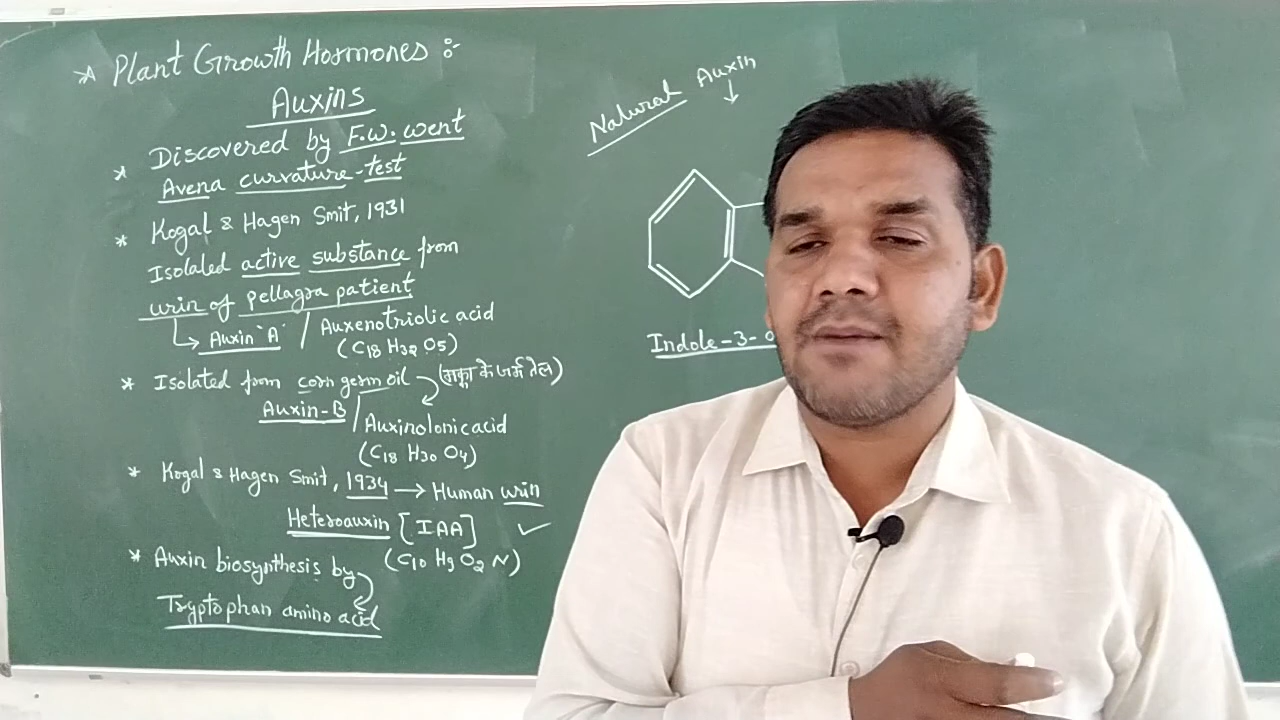 * Plant Growth Hormones :-
Auxins
* Discovered by F.W. went
Avena curvature-test
* Kogal & Hagen Smit, 1931
Isolated active substance from
urin of pellagra patient
Auxin 'A' / Auxenotriolic acid
(C18 H32 O5)
* Isolated from corn germ oil (मक्का के जर्म तेल)
Auxin-B / Auxinolonic acid
(C18 H30 O4)
* Kogal & Hagen Smit, 1934 → Human urin
Heteroauxin [IAA] ✓
(C10 H9 O2 N)
* Auxin biosynthesis by
Tryptophan amino acid
Natural Auxin
↓
Indole-3-